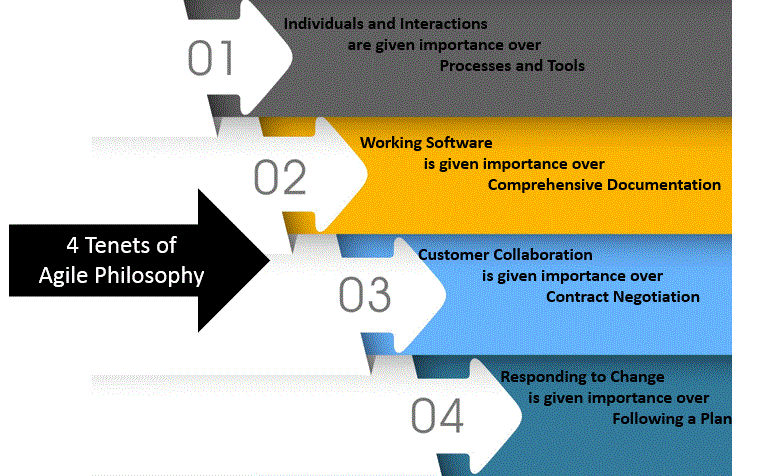 01
Individuals and Interactions
are given importance over
Processes and Tools
02
Working Software
is given importance over
Comprehensive Documentation
4 Tenets of
Agile Philosophy
03
Customer Collaboration
is given importance over
Contract Negotiation
04
Responding to Change
is given importance over
Following a Plan